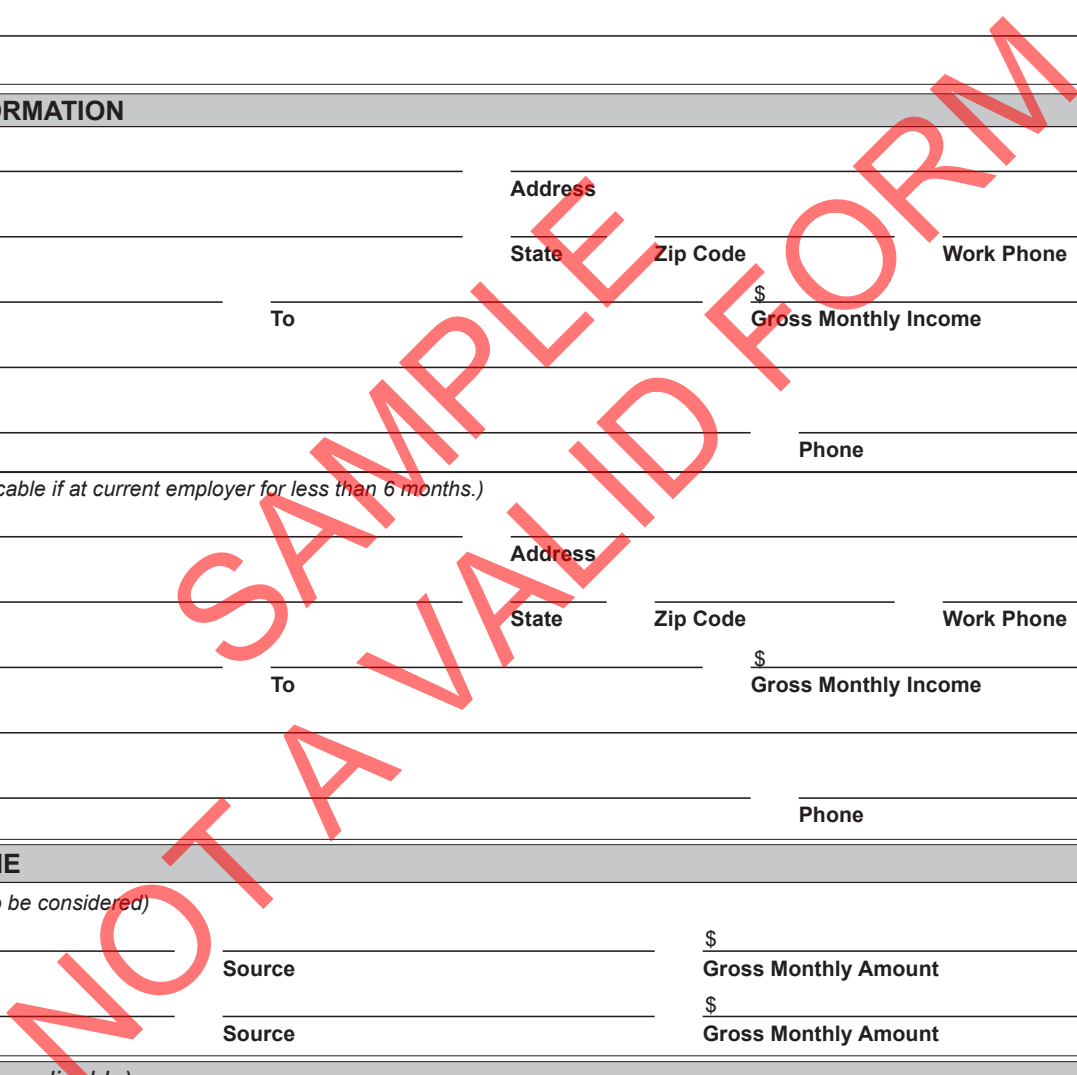 ORMATION
Address
State Zip Code Work Phone
$
To Gross Monthly Income
Phone
cable if at current employer for less than 6 months.)
Address
State Zip Code Work Phone
$
To Gross Monthly Income
Phone
ME
be considered)
$
Source Gross Monthly Amount
$
Source Gross Monthly Amount
SAMPLE
NOT A VALID FORM